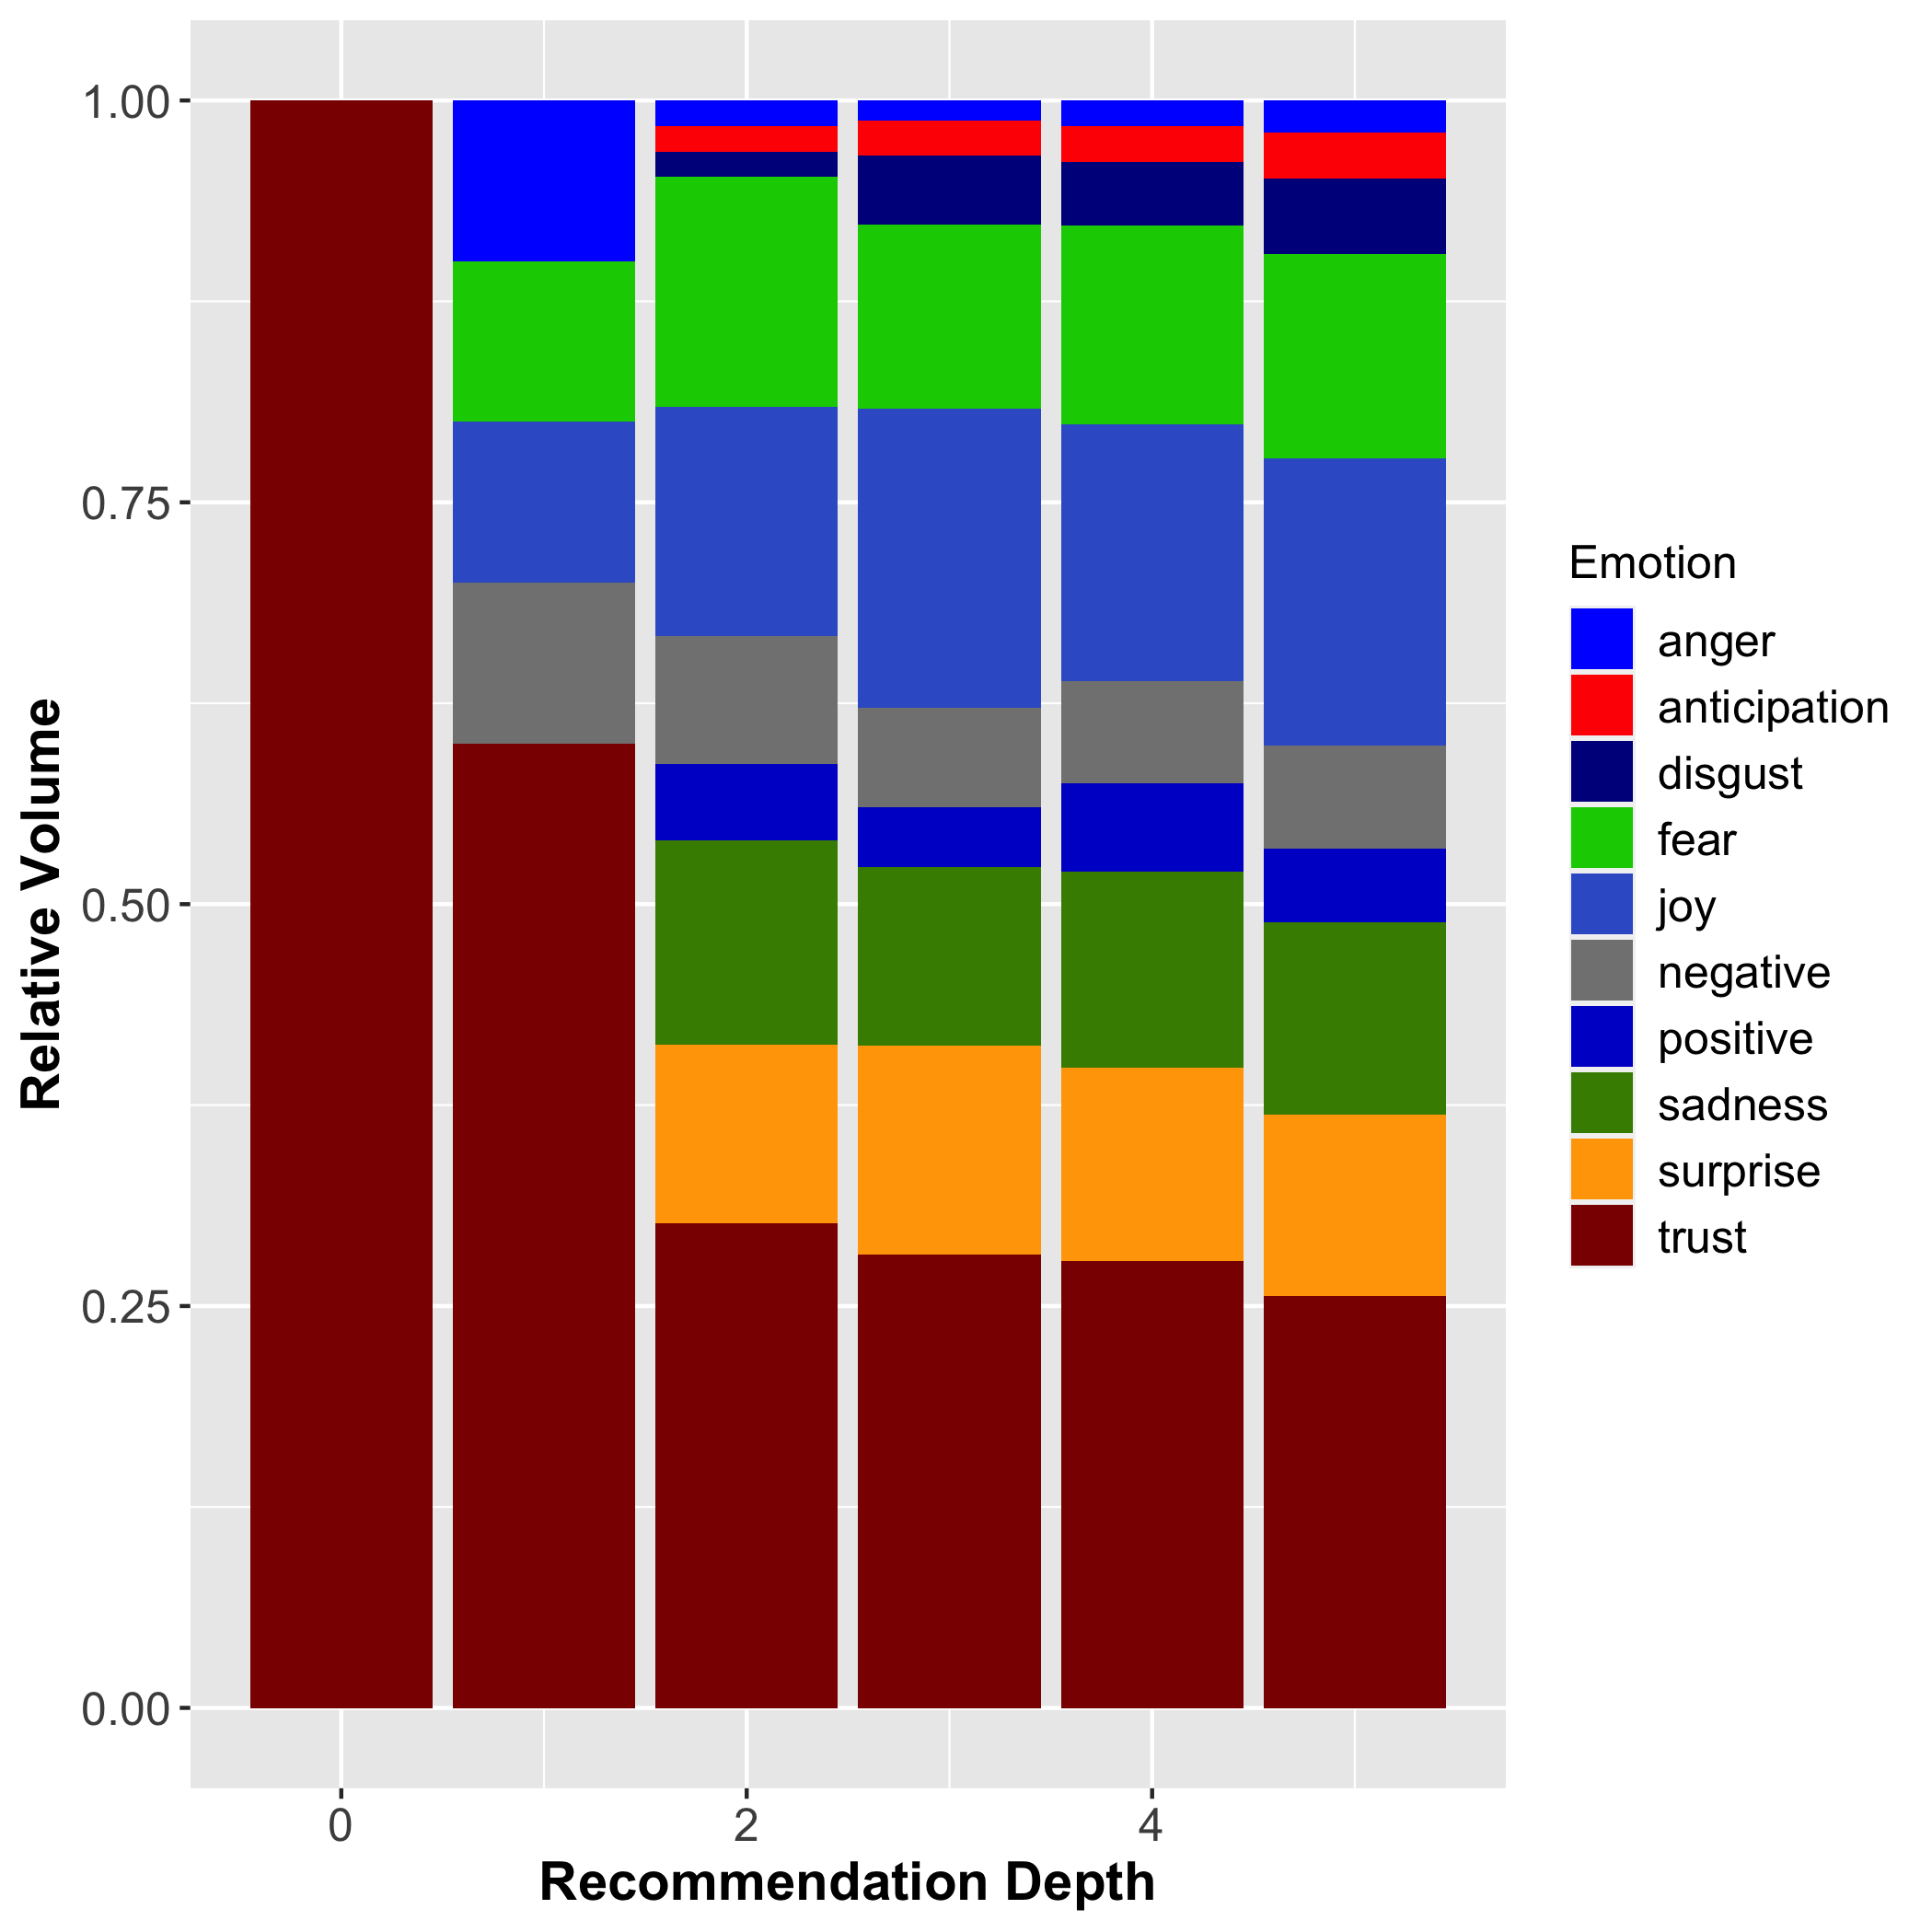 1.00
0.75
0.50
0.25
0.00
Relative Volume
0
2
4
Recommendation Depth
Emotion
anger
anticipation
disgust
fear
joy
negative
positive
sadness
surprise
trust